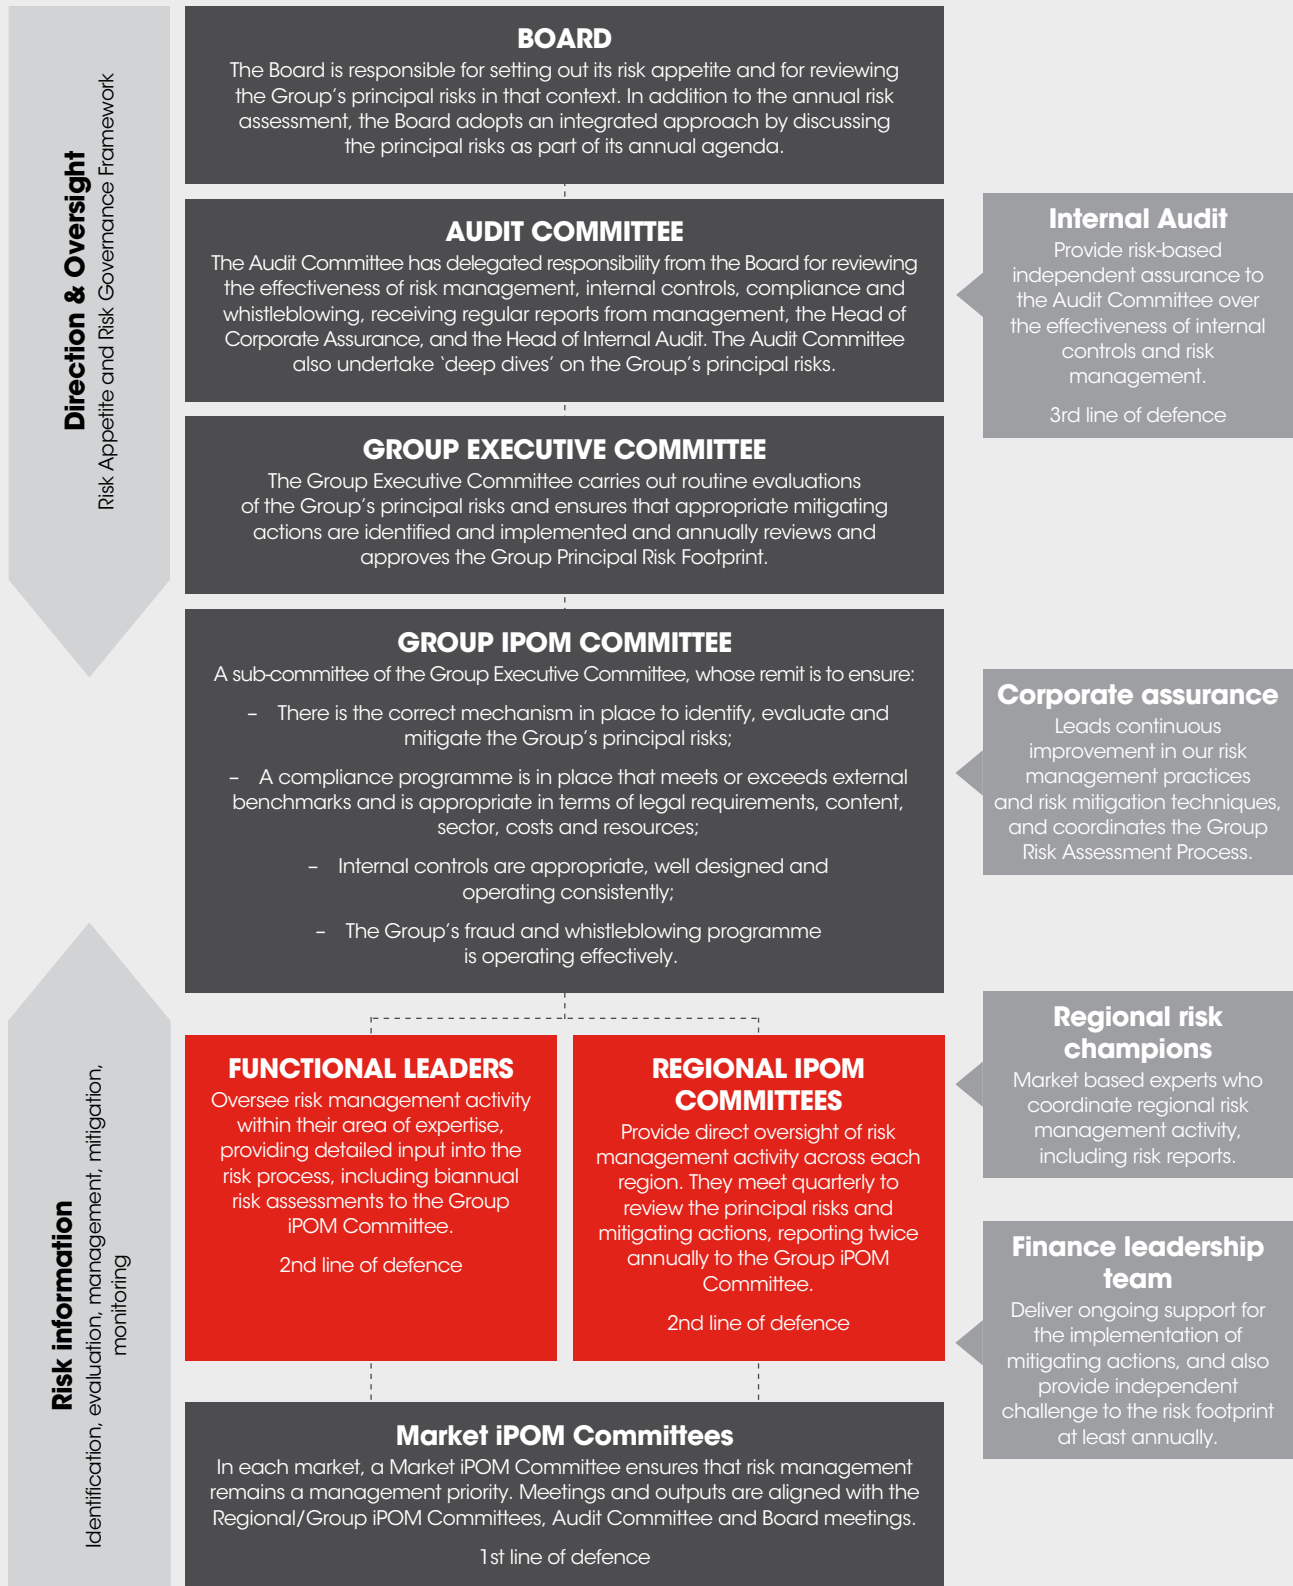 Direction & Oversight
Risk Appetite and Risk Governance Framework
BOARD
The Board is responsible for setting out its risk appetite and for reviewing
the Group's principal risks in that context. In addition to the annual risk
assessment, the Board adopts an integrated approach by discussing
the principal risks as part of its annual agenda.
AUDIT COMMITTEE
The Audit Committee has delegated responsibility from the Board for reviewing
the effectiveness of risk management, internal controls, compliance and
whistleblowing, receiving regular reports from management, the Head of
Corporate Assurance, and the Head of Internal Audit. The Audit Committee
also undertake ‘deep dives’ on the Group's principal risks.
Internal Audit
Provide risk-based
independent assurance to
the Audit Committee over
the effectiveness of internal
controls and risk
management.
3rd line of defence
GROUP EXECUTIVE COMMITTEE
The Group Executive Committee carries out routine evaluations
of the Group's principal risks and ensures that appropriate mitigating
actions are identified and implemented and annually reviews and
approves the Group Principal Risk Footprint.
GROUP IPOM COMMITTEE
A sub-committee of the Group Executive Committee, whose remit is to ensure:
– There is the correct mechanism in place to identify, evaluate and
mitigate the Group's principal risks;
– A compliance programme is in place that meets or exceeds external
benchmarks and is appropriate in terms of legal requirements, content,
sector, costs and resources;
– Internal controls are appropriate, well designed and
operating consistently;
– The Group's fraud and whistleblowing programme
is operating effectively.
Corporate assurance
Leads continuous
improvement in our risk
management practices
and risk mitigation techniques,
and coordinates the Group
Risk Assessment Process.
Risk information
Identification, evaluation, management, mitigation,
monitoring
FUNCTIONAL LEADERS
Oversee risk management activity
within their area of expertise,
providing detailed input into the
risk process, including biannual
risk assessments to the Group
iPOM Committee.
2nd line of defence
REGIONAL IPOM
COMMITTEES
Provide direct oversight of risk
management activity across each
region. They meet quarterly to
review the principal risks and
mitigating actions, reporting twice
annually to the Group iPOM
Committee.
2nd line of defence
Regional risk
champions
Market based experts who
coordinate regional risk
management activity,
including risk reports.
Finance leadership
team
Deliver ongoing support for
the implementation of
mitigating actions, and also
provide independent
challenge to the risk footprint
at least annually.
Market iPOM Committees
In each market, a Market iPOM Committee ensures that risk management
remains a management priority. Meetings and outputs are aligned with the
Regional/Group iPOM Committees, Audit Committee and Board meetings.
1st line of defence